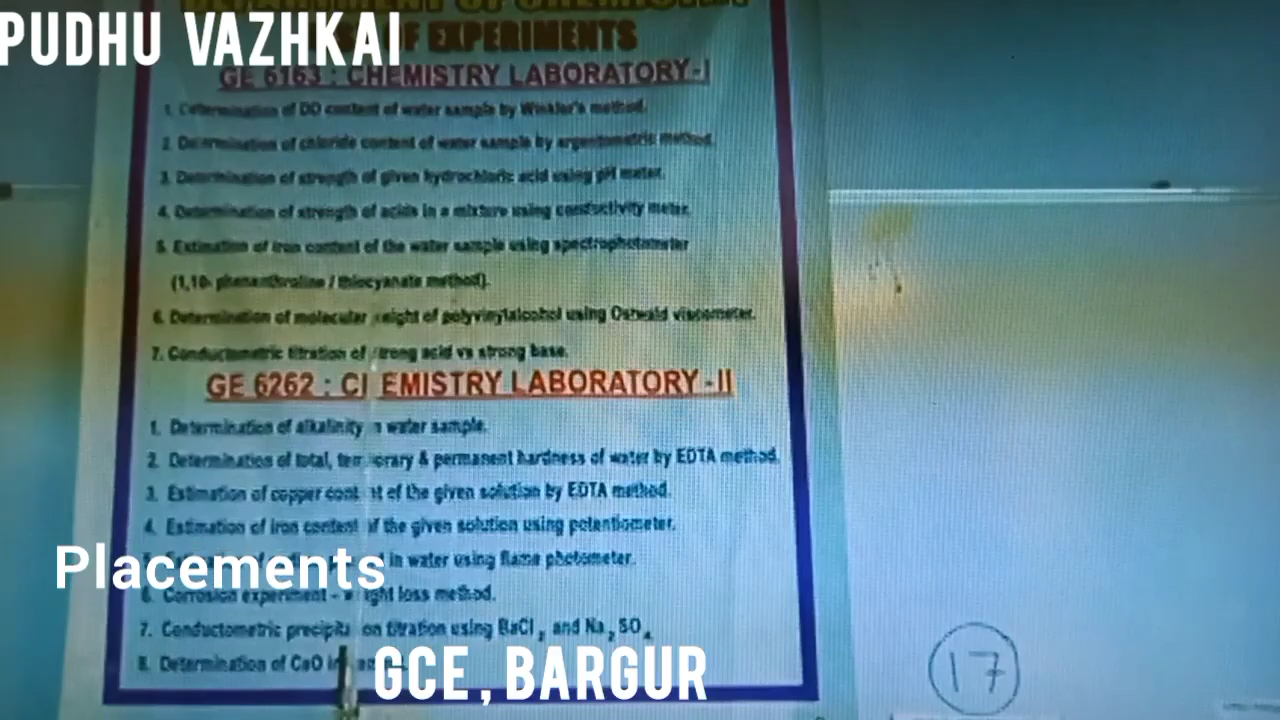 PUDHU VAZHKAI
DEPARTMENT OF CHEMISTRY
OF EXPERIMENTS
GE 6163 : CHEMISTRY LABORATORY-I
1. Determination of DO content of water sample by Winkler's method.
2. Determination of chloride content of water sample by argentometric method.
3. Determination of strength of given hydrochloric acid using pH meter.
4. Determination of strength of acids in a mixture using conductivity meter.
5. Estimation of iron content of the water sample using spectrophotometer
(1,10- phenanthroline / thiocyanate method).
6. Determination of molecular weight of polyvinylalcohol using Ostwald viscometer.
7. Conductometric titration of strong acid vs strong base.
GE 6262 : CHEMISTRY LABORATORY -II
1. Determination of alkalinity in water sample.
2. Determination of total, temporary & permanent hardness of water by EDTA method.
3. Estimation of copper content of the given solution by EDTA method.
4. Estimation of iron content of the given solution using potentiometer.
in water using flame photometer.
Placements
6. Corrosion experiment - weight loss method.
7. Conductometric precipitation titration using BaCl2 and Na2SO4
8. Determination of CaO in
GCE , BARGUR
17